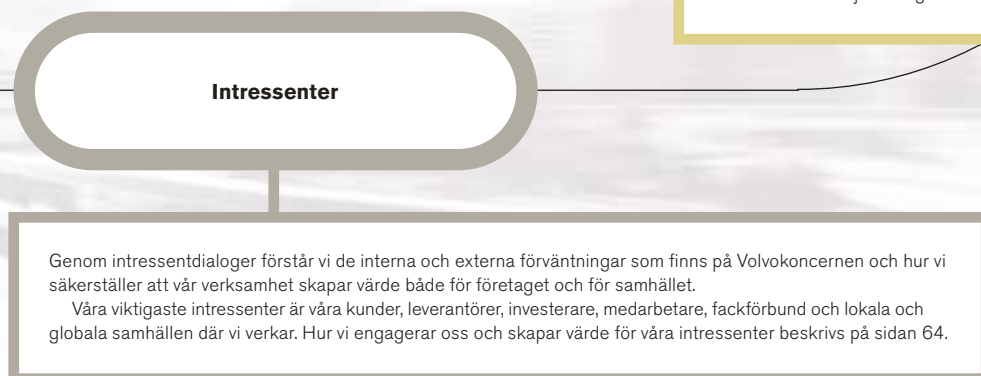 Intressenter
Genom intressentdialoger förstår vi de interna och externa förväntningar som finns på Volvokoncernen och hur vi
säkerställer att vår verksamhet skapar värde både för företaget och för samhället.
Våra viktigaste intressenter är våra kunder, leverantörer, investerare, medarbetare, fackförbund och lokala och
globala samhällen där vi verkar. Hur vi engagerar oss och skapar värde för våra intressenter beskrivs på sidan 64.